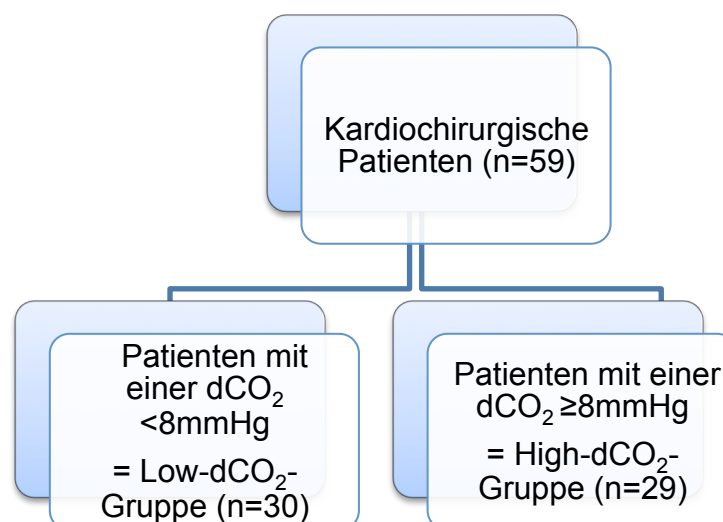 Kardiochirurgische
Patienten (n=59)
Patienten mit
einer dCO₂
<8mmHg
= Low-dCO₂-
Gruppe (n=30)
Patienten mit einer
dCO₂ ≥8mmHg
= High-dCO₂-
Gruppe (n=29)